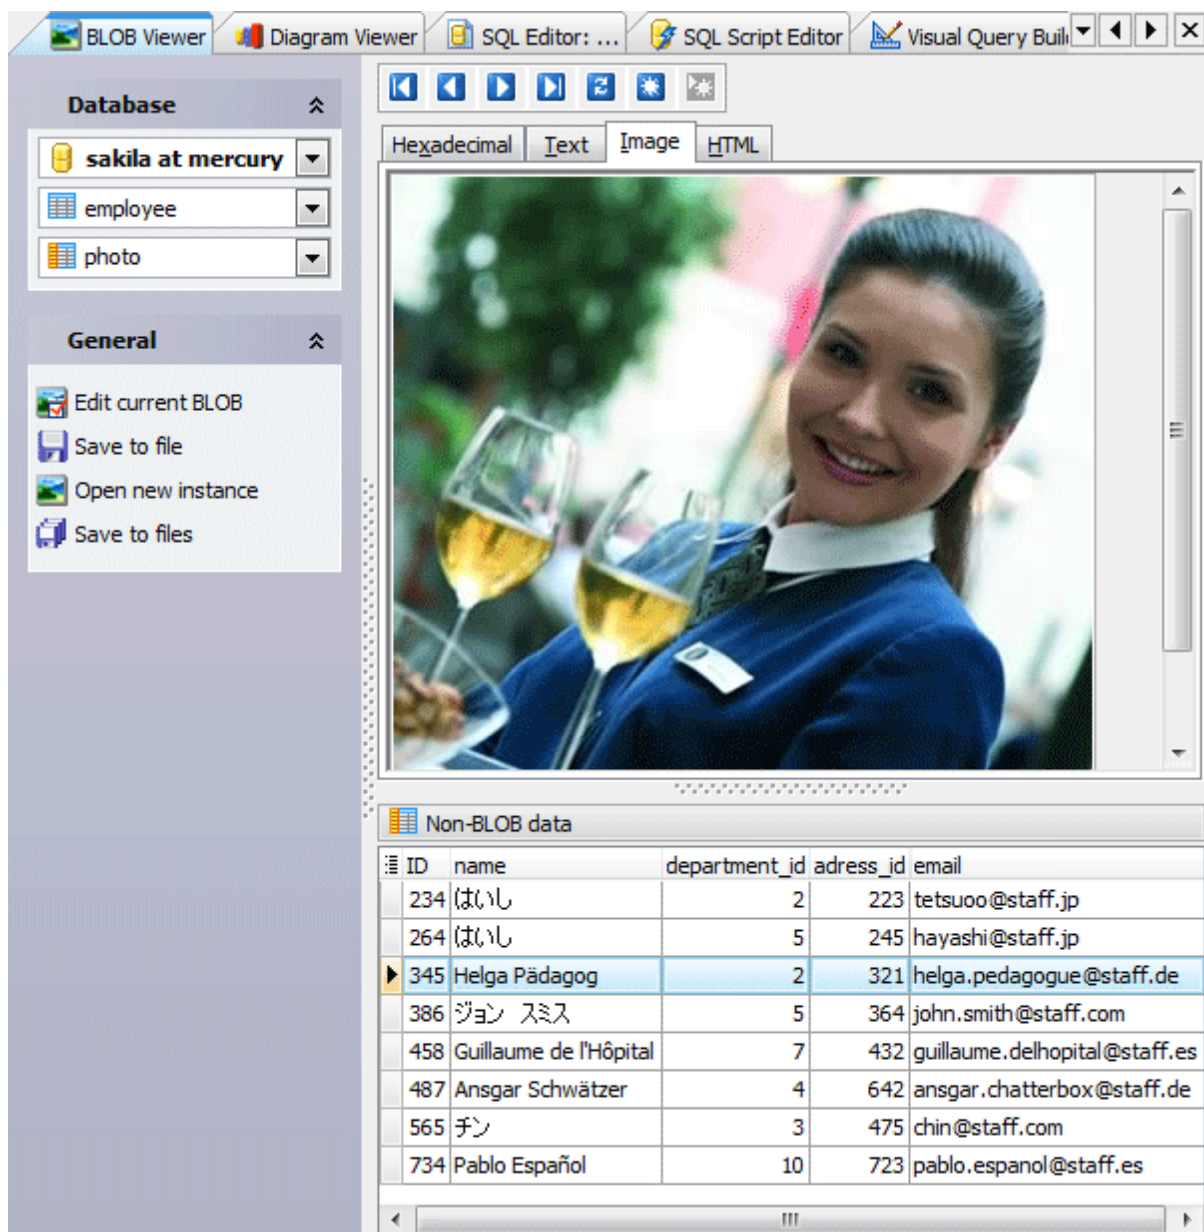 BLOB Viewer Diagram Viewer SQL Editor: ... SQL Script Editor Visual Query Buil
Database
sakila at mercury
employee
photo
General
Edit current BLOB
Save to file
Open new instance
Save to files
Hexadecimal Text Image HTML
Non-BLOB data
ID name department_id adress_id email
234 はいし 2 223 tetsuoo@staff.jp
264 はいし 5 245 hayashi@staff.jp
345 Helga Pädagog 2 321 helga.pedagogue@staff.de
386 ジョン スミス 5 364 john.smith@staff.com
458 Guillaume de l'Hôpital 7 432 guillaume.delhopital@staff.es
487 Ansgar Schwätzer 4 642 ansgar.chatterbox@staff.de
565 チン 3 475 chin@staff.com
734 Pablo Español 10 723 pablo.espanol@staff.es